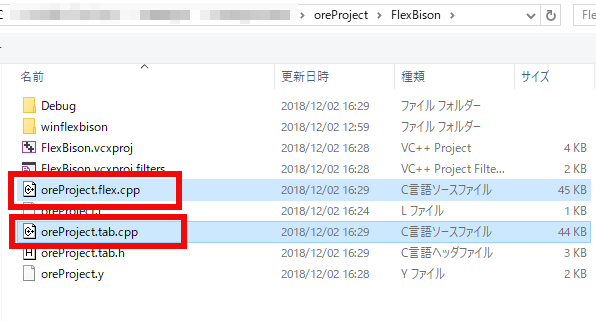 C › oreProject › FlexBison › Fle
名前 更新日時 種類 サイズ
Debug 2018/12/02 16:29 ファイル フォルダー
winflexbison 2018/12/02 12:59 ファイル フォルダー
FlexBison.vcxproj 2018/12/02 16:29 VC++ Project 4 KB
FlexBison.vcxproj.filters 2018/12/02 16:29 VC++ Project Filte... 2 KB
oreProject.flex.cpp 2018/12/02 16:29 C言語ソースファイル 45 KB
oreProject.l 2018/12/02 16:24 L ファイル 1 KB
oreProject.tab.cpp 2018/12/02 16:29 C言語ソースファイル 44 KB
oreProject.tab.h 2018/12/02 16:29 C言語ヘッダファイル 3 KB
oreProject.y 2018/12/02 16:28 Y ファイル 2 KB